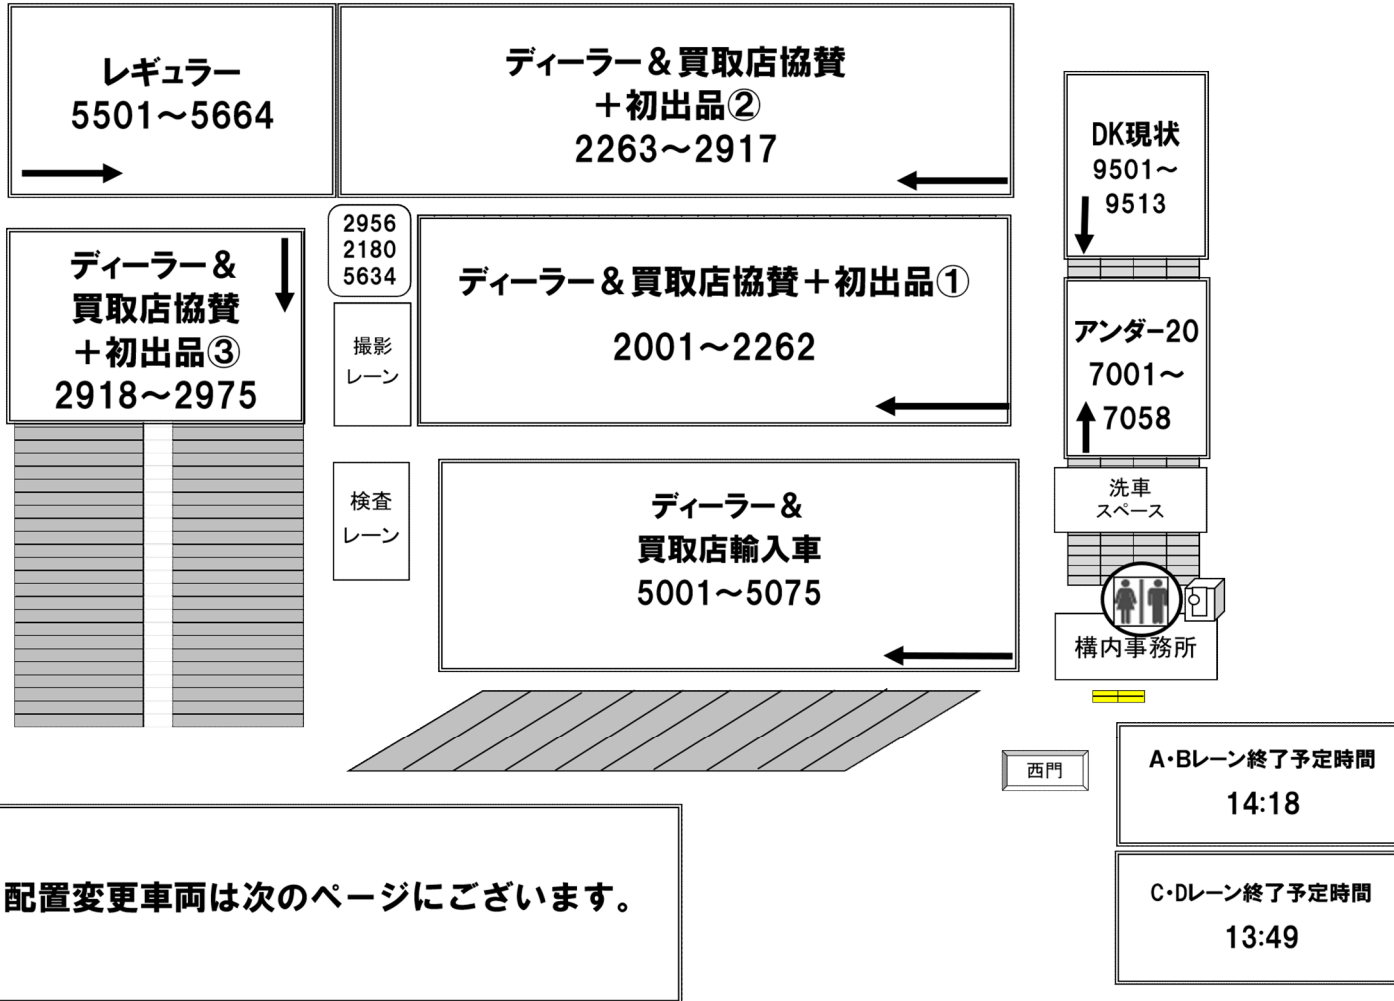 レギュラー
5501～5664
ディーラー＆買取店協賛
＋初出品②
2263～2917
DK現状
9501～
9513
2956
2180
5634
ディーラー＆
買取店協賛
＋初出品③
2918～2975
撮影
レーン
ディーラー＆買取店協賛＋初出品①
2001～2262
アンダー20
7001～
7058
検査
レーン
ディーラー＆
買取店輸入車
5001～5075
洗車
スペース
構内事務所
西門
A・Bレーン終了予定時間
14:18
C・Dレーン終了予定時間
13:49
配置変更車両は次のページにございます。